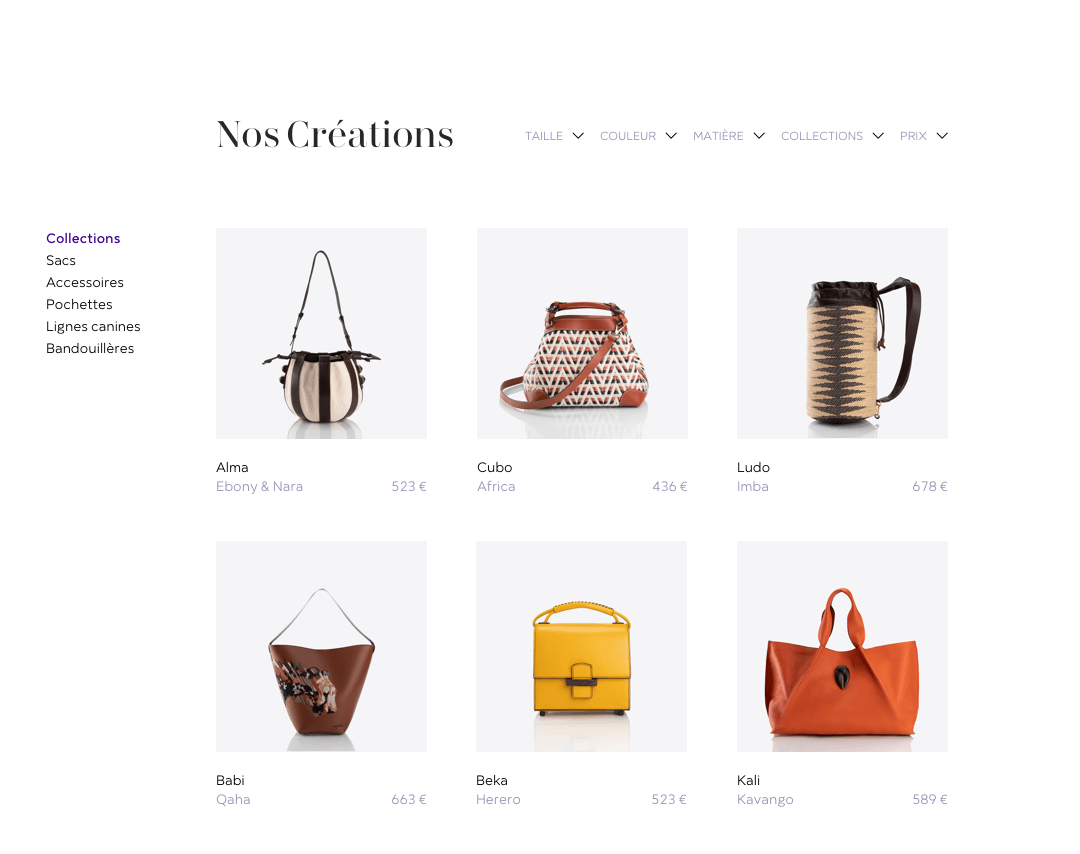 Nos Créations
TAILLE
COULEUR
MATIÈRE
COLLECTIONS
PRIX
Collections
Sacs
Accessoires
Pochettes
Lignes canines
Bandouillères
Alma
Ebony & Nara 523 €
Cubo
Africa 436 €
Ludo
Imba 678 €
Babi
Qaha 663 €
Beka
Herero 523 €
Kali
Kavango 589 €